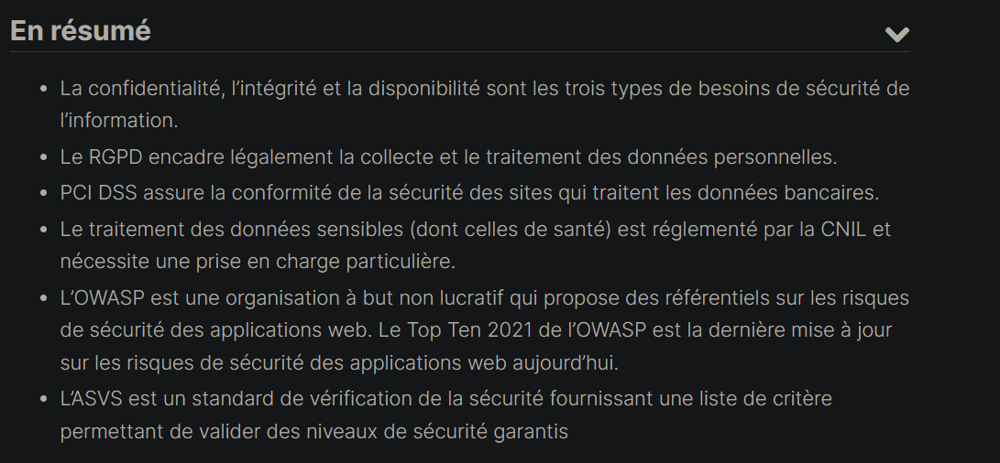 En résumé
La confidentialité, l’intégrité et la disponibilité sont les trois types de besoins de sécurité de
l’information.
Le RGPD encadre légalement la collecte et le traitement des données personnelles.
PCI DSS assure la conformité de la sécurité des sites qui traitent les données bancaires.
Le traitement des données sensibles (dont celles de santé) est réglementé par la CNIL et
nécessite une prise en charge particulière.
L’OWASP est une organisation à but non lucratif qui propose des référentiels sur les risques
de sécurité des applications web. Le Top Ten 2021 de l’OWASP est la dernière mise à jour
sur les risques de sécurité des applications web aujourd’hui.
L’ASVS est un standard de vérification de la sécurité fournissant une liste de critère
permettant de valider des niveaux de sécurité garantis